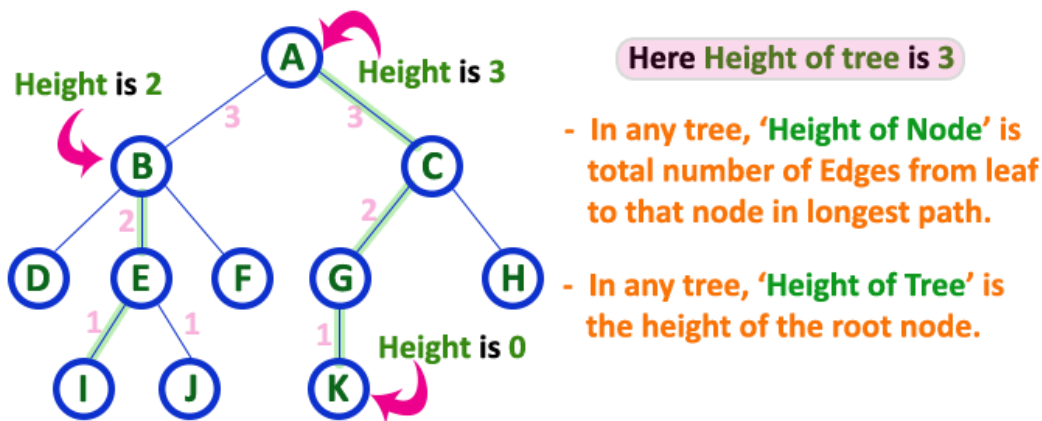 A
Height is 3
Height is 2
3
3
B
C
2
2
D
E
F
G
H
1
1
1
Height is 0
I
J
K
Here Height of tree is 3
- In any tree, ‘Height of Node’ is
total number of Edges from leaf
to that node in longest path.
- In any tree, ‘Height of Tree’ is
the height of the root node.